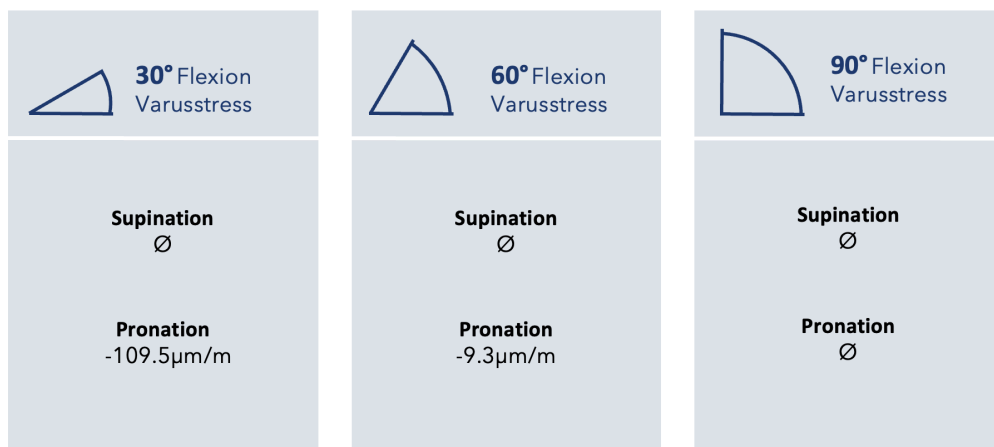 30° Flexion
Varusstress
Supination
∅
Pronation
-109.5µm/m
60° Flexion
Varusstress
Supination
∅
Pronation
-9.3µm/m
90° Flexion
Varusstress
Supination
∅
Pronation
∅